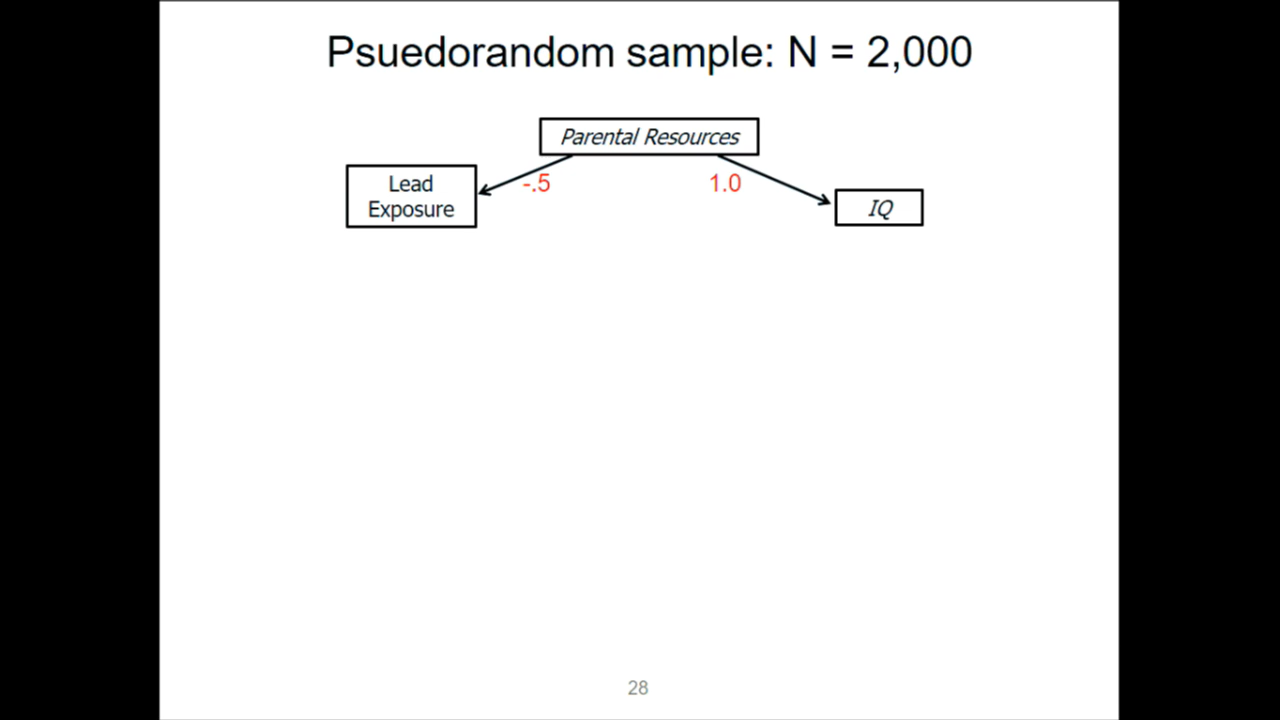 Psuedorandom sample: N = 2,000
Parental Resources
Lead
Exposure
-.5
1.0
IQ
28